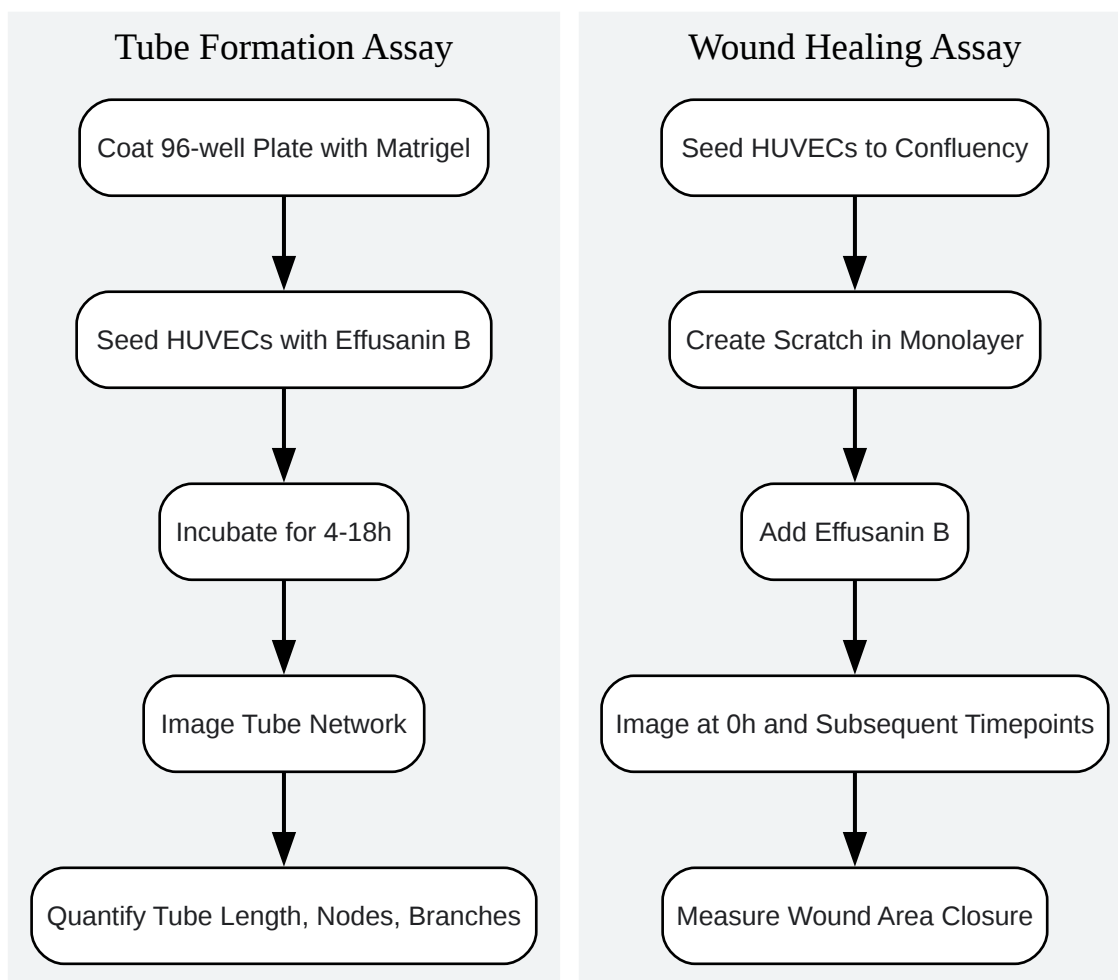 Tube Formation Assay
Coat 96-well Plate with Matrigel
Seed HUVECs with Effusanin B
Incubate for 4-18h
Image Tube Network
Quantify Tube Length, Nodes, Branches
Wound Healing Assay
Seed HUVECs to Confluency
Create Scratch in Monolayer
Add Effusanin B
Image at 0h and Subsequent Timepoints
Measure Wound Area Closure